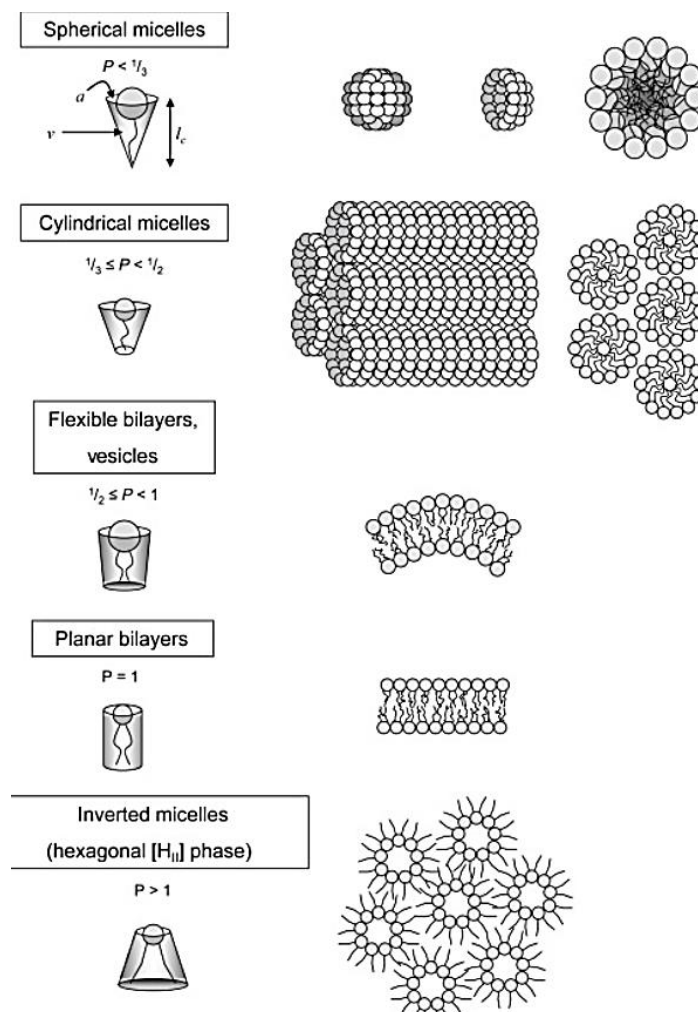 Spherical micelles
P < 1/3
a
v
lc
Cylindrical micelles
1/3 ≤ P < 1/2
Flexible bilayers,
vesicles
1/2 ≤ P < 1
Planar bilayers
P = 1
Inverted micelles
(hexagonal [HII] phase)
P > 1